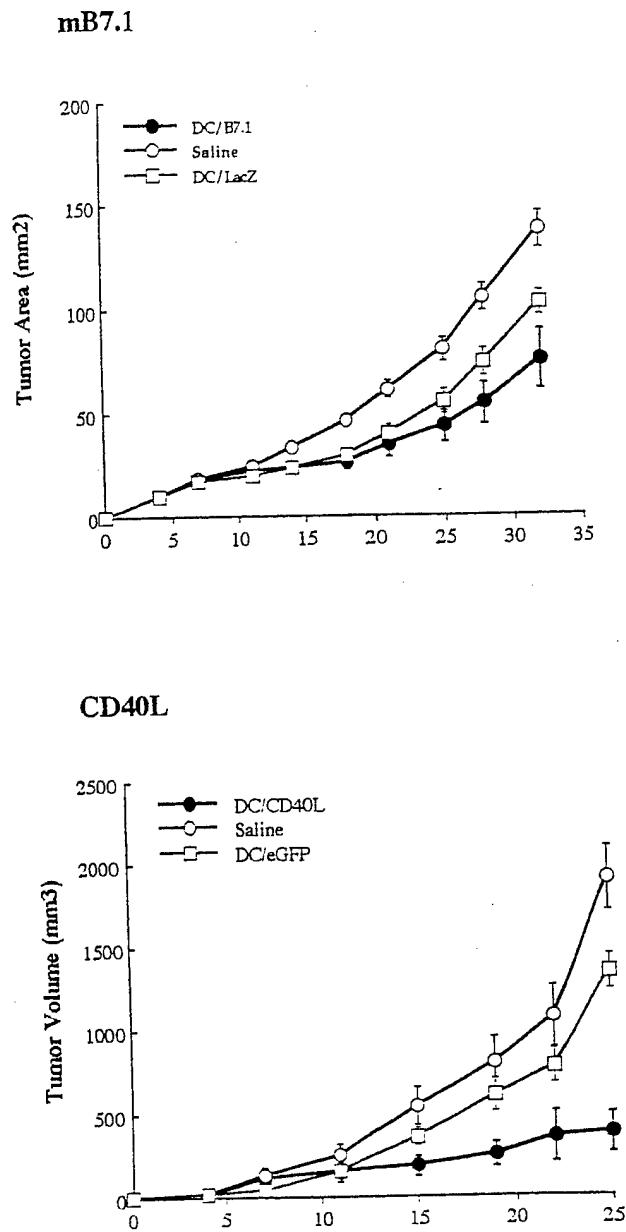 mB7.1
200
DC/B7.1
Saline
DC/LacZ
150
100
50
0
Tumor Area (mm2)
0 5 10 15 20 25 30 35
CD40L
2500
DC/CD40L
Saline
DC/eGFP
2000
1500
1000
500
0
Tumor Volume (mm3)
0 5 10 15 20 25